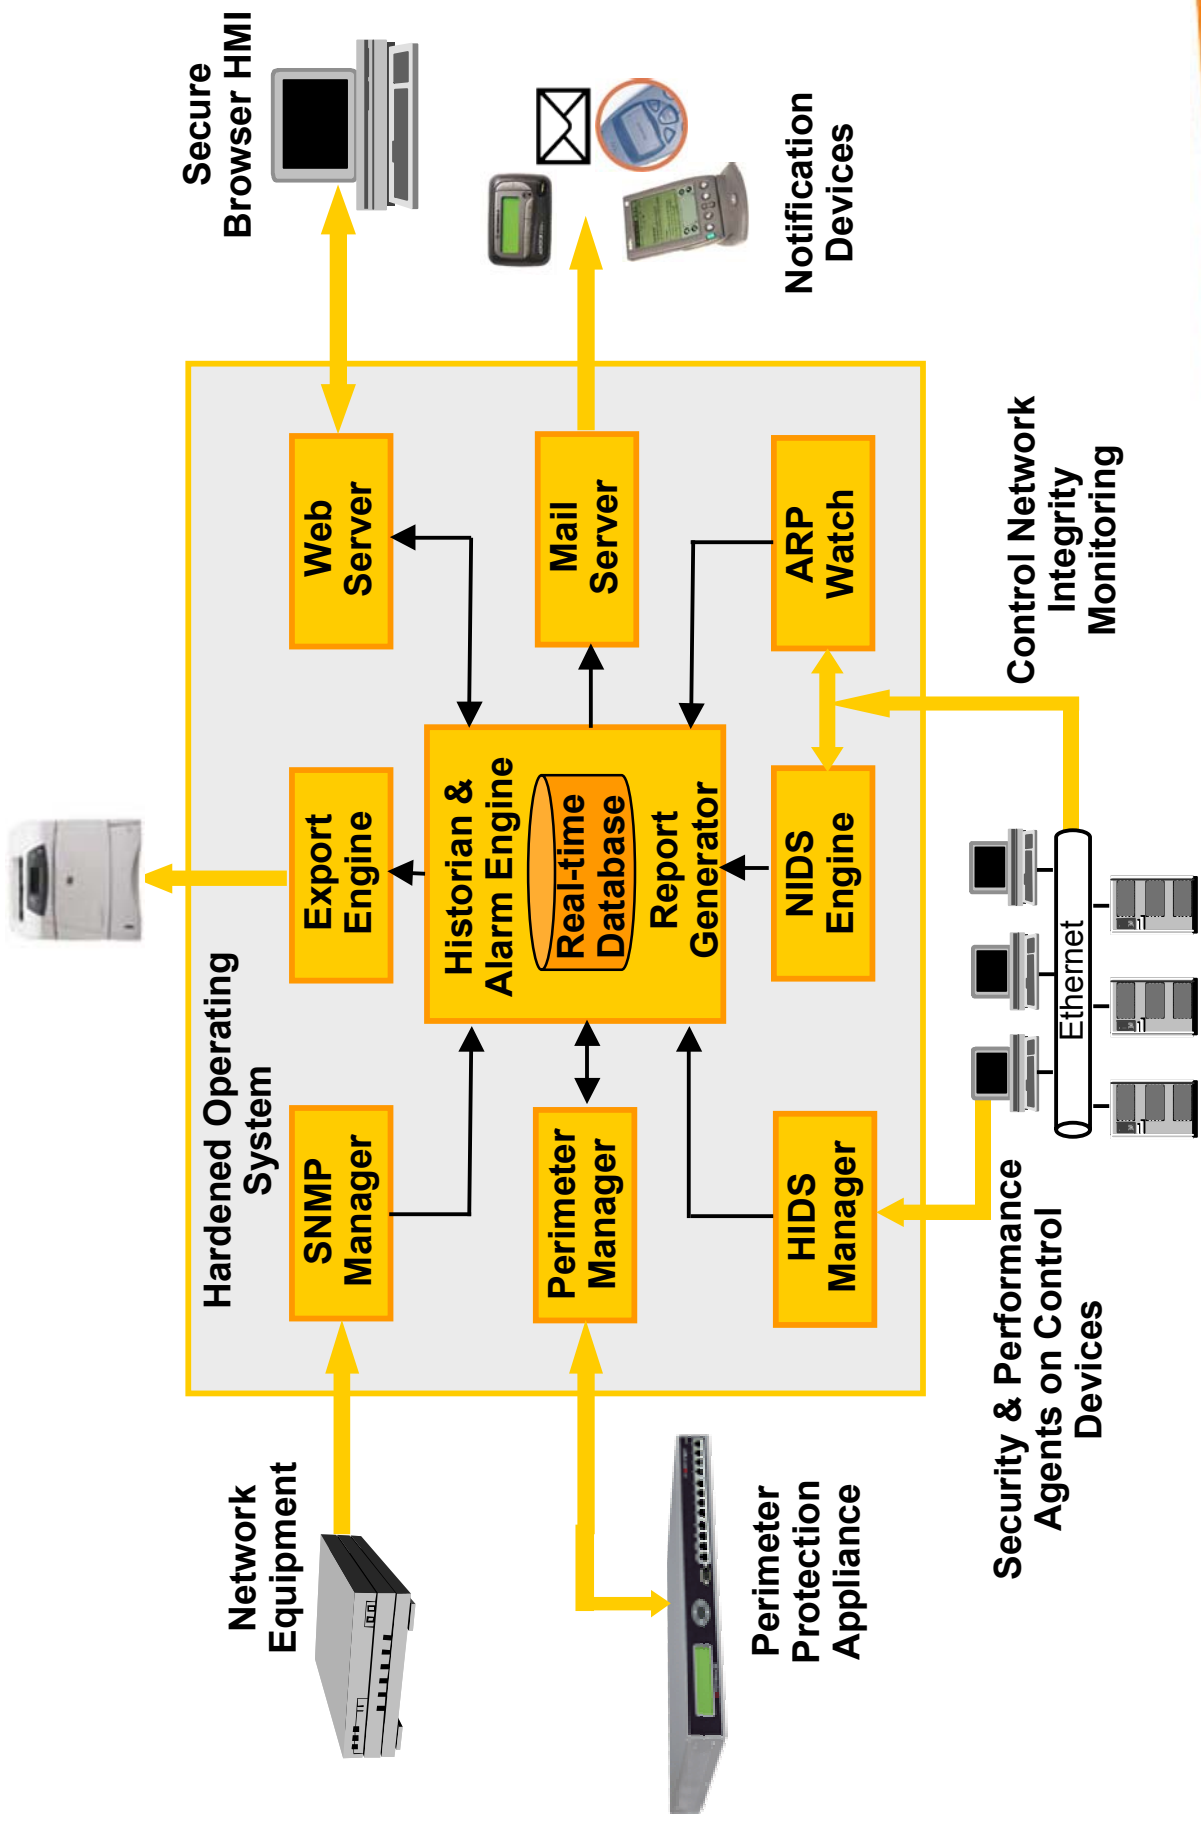 Network
Equipment
Hardened Operating
System
Secure
Browser HMI
SNMP
Manager
Export
Engine
Web
Server
Perimeter
Manager
Historian &
Alarm Engine
Real-time
Database
Report
Generator
Mail
Server
HIDS
Manager
NIDS
Engine
ARP
Watch
Perimeter
Protection
Appliance
Notification
Devices
Security & Performance
Agents on Control
Devices
Ethernet
Control Network
Integrity
Monitoring